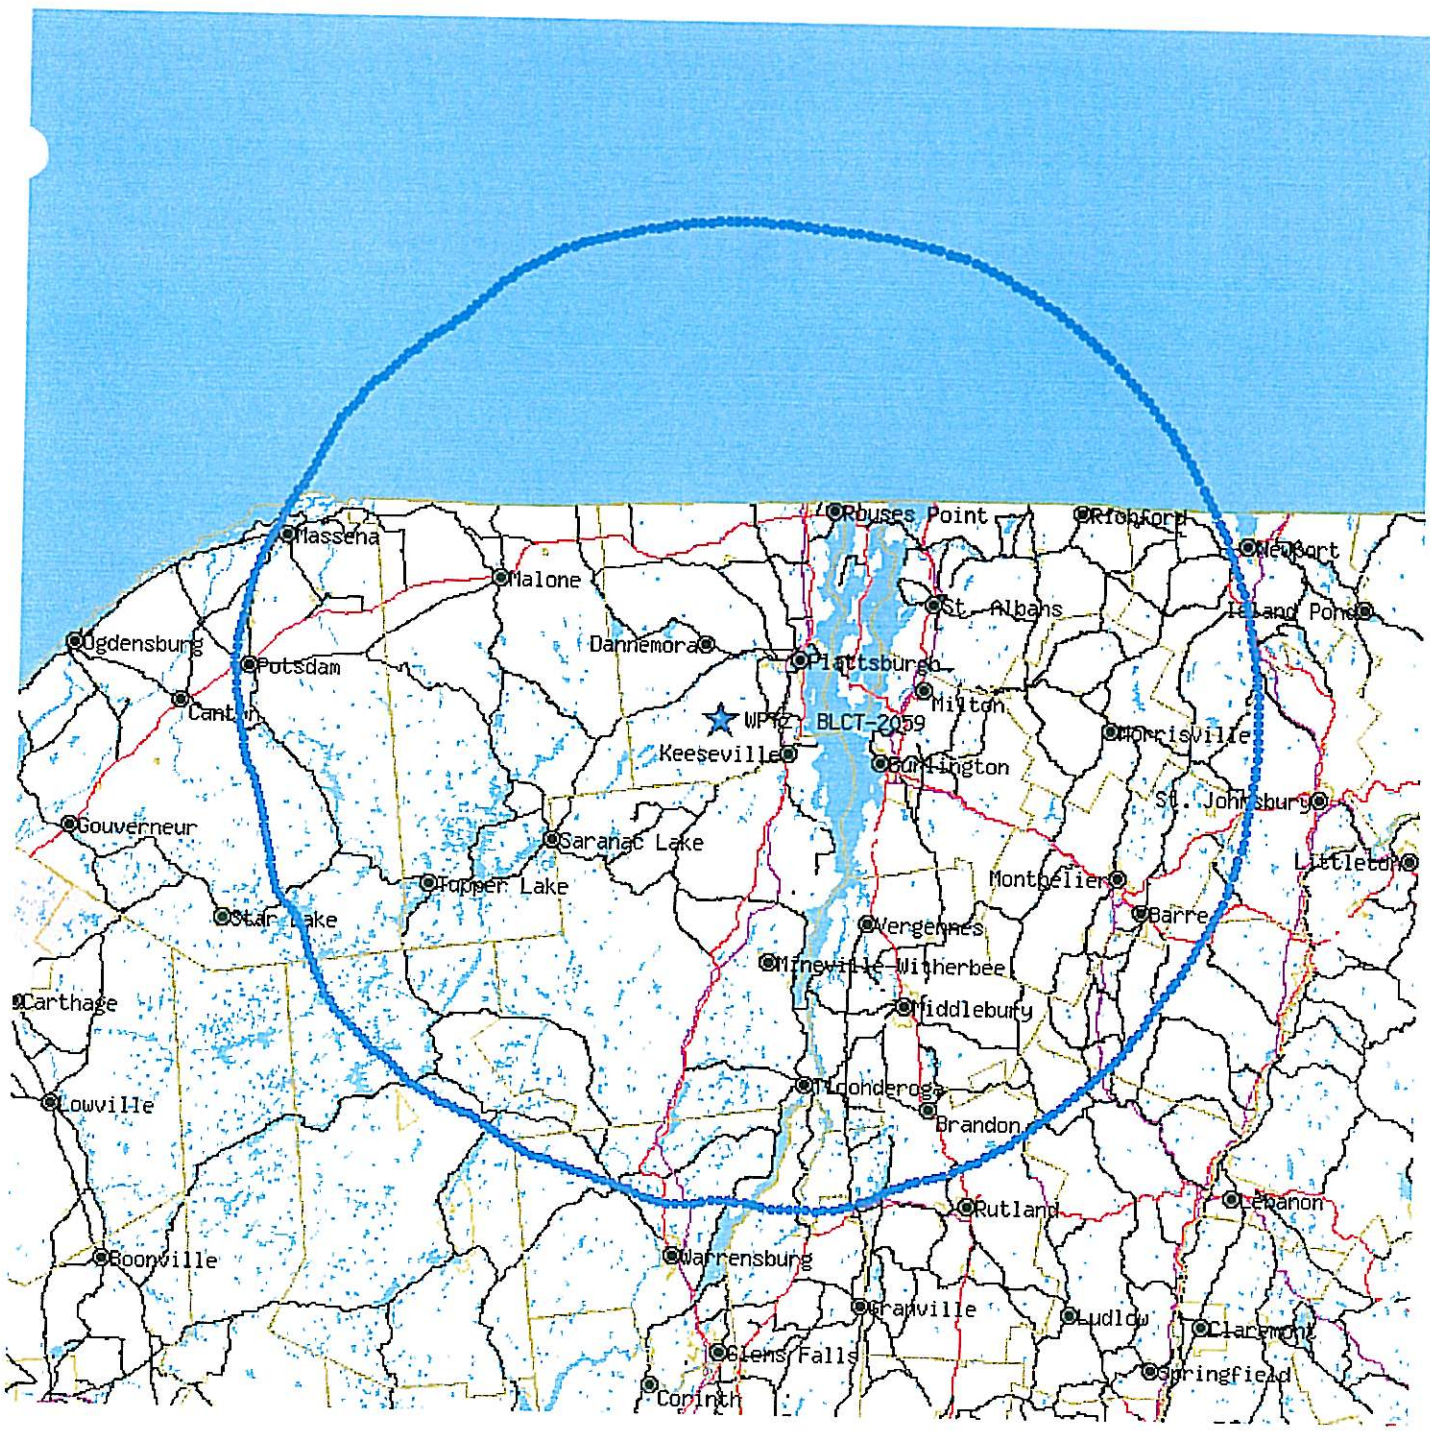 Rouses Point
Richford
Massena
Newport
Malone
St. Albans
Island Pond
Ogdensburg
Dannemora
Plattsburgh
Potsdam
Canton
Milton
WPTZ BLCT-2059
Morrisville
Keeseville
Burlington
St. Johnsbury
Gouverneur
Saranac Lake
Littleton
Tupper Lake
Montpelier
Star Lake
Barre
Vergennes
Mineville-Witherbee
Carthage
Middlebury
Ticonderoga
Lowville
Brandon
Lebanon
Rutland
Warrensburg
Boonville
Granville
Ludlow
Claremont
Glens Falls
Springfield
Corinth